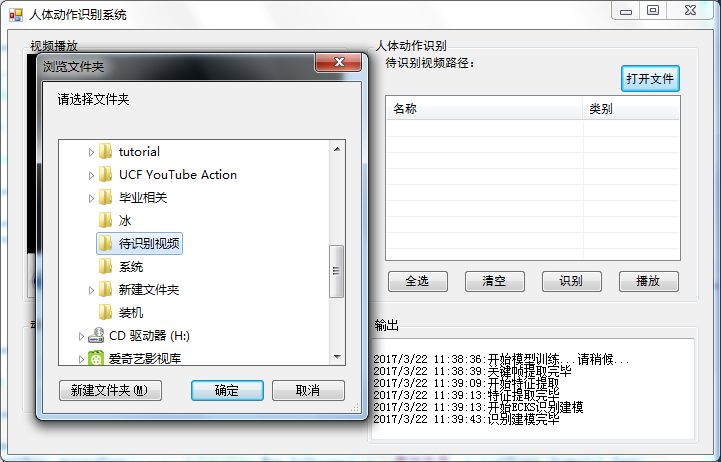 人体动作识别系统
视频播放
浏览文件夹
请选择文件夹
tutorial
UCF YouTube Action
毕业相关
冰
待识别视频
系统
新建文件夹
装机
CD 驱动器 (H:)
爱奇艺影视库
新建文件夹(M)
确定
取消
人体动作识别
待识别视频路径:
打开文件
名称 类别
全选 清空 识别 播放
输出
2017/3/22 11:38:36:开始模型训练...请稍候...
2017/3/22 11:38:39:关键帧提取完毕
2017/3/22 11:39:09:开始特征提取
2017/3/22 11:39:13:特征提取完毕
2017/3/22 11:39:13:开始ECKS识别建模
2017/3/22 11:39:43:识别建模完毕